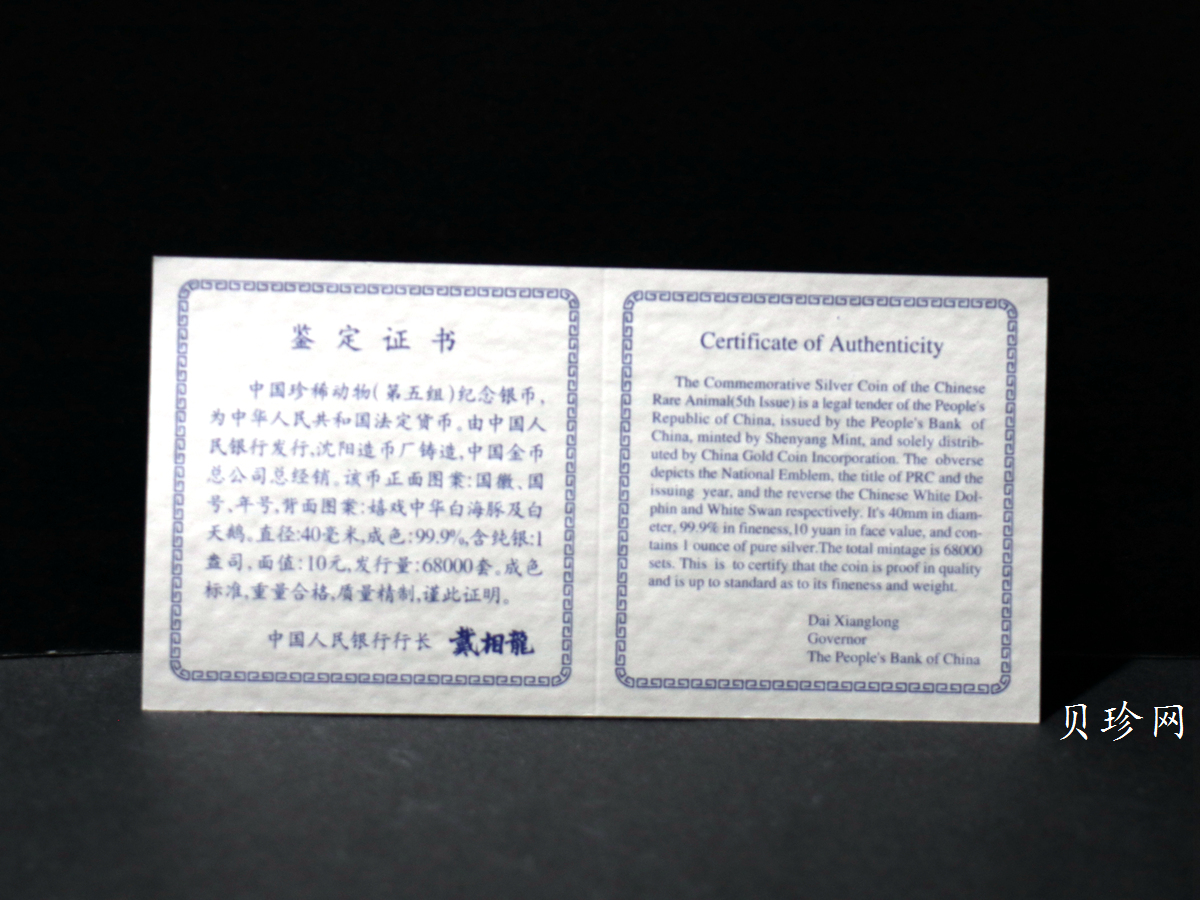 鉴定证书
中国珍稀动物(第五组)纪念银币,
为中华人民共和国法定货币。由中国人
民银行发行,沈阳造币厂铸造,中国金币
总公司总经销。该币正面图案:国徽、国
号、年号,背面图案:嬉戏中华白海豚及白
天鹅。直径:40毫米,成色:99.9%,含纯银:1
盎司,面值:10元,发行量:68000套。成色
标准,重量合格,质量精制,谨此证明。
中国人民银行行长 戴相龍
Certificate of Authenticity
The Commemorative Silver Coin of the Chinese
Rare Animal(5th Issue) is a legal tender of the People's
Republic of China, issued by the People's Bank of
China, minted by Shenyang Mint, and solely distrib-
uted by China Gold Coin Incorporation. The obverse
depicts the National Emblem, the title of PRC and the
issuing year, and the reverse the Chinese White Dol-
phin and White Swan respectively. It's 40mm in diam-
eter, 99.9% in fineness,10 yuan in face value, and con-
tains 1 ounce of pure silver.The total mintage is 68000
sets. This is to certify that the coin is proof in quality
and is up to standard as to its fineness and weight.
Dai Xianglong
Governor
The People's Bank of China
贝珍网